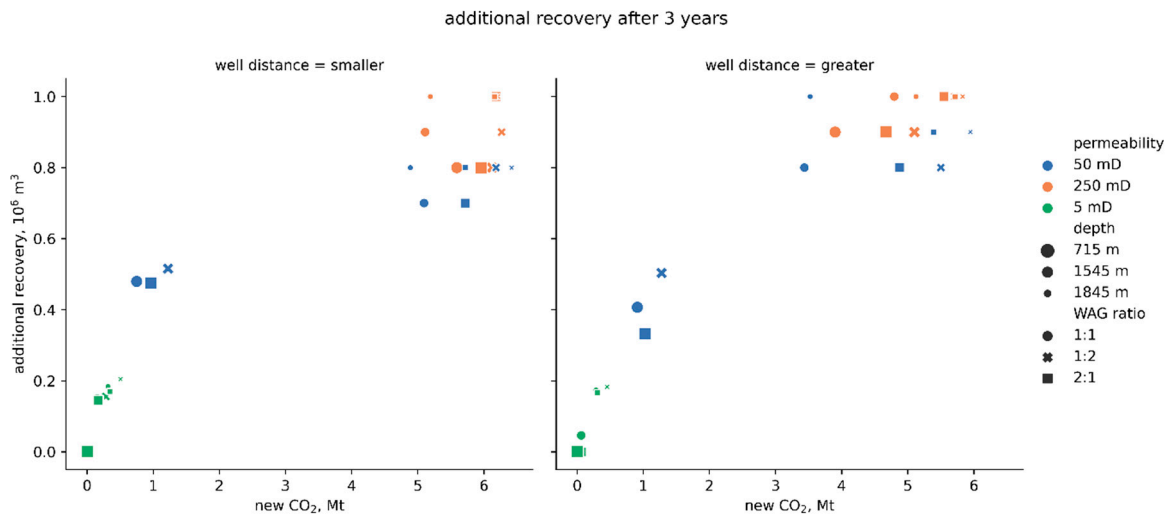 additional recovery after 3 years
well distance = smaller
well distance = greater
additional recovery, 10⁶ m³
1.0
0.8
0.6
0.4
0.2
0.0
0 1 2 3 4 5 6
0 1 2 3 4 5 6
new CO₂, Mt
new CO₂, Mt
permeability
50 mD
250 mD
5 mD
depth
715 m
1545 m
1845 m
WAG ratio
1:1
1:2
2:1